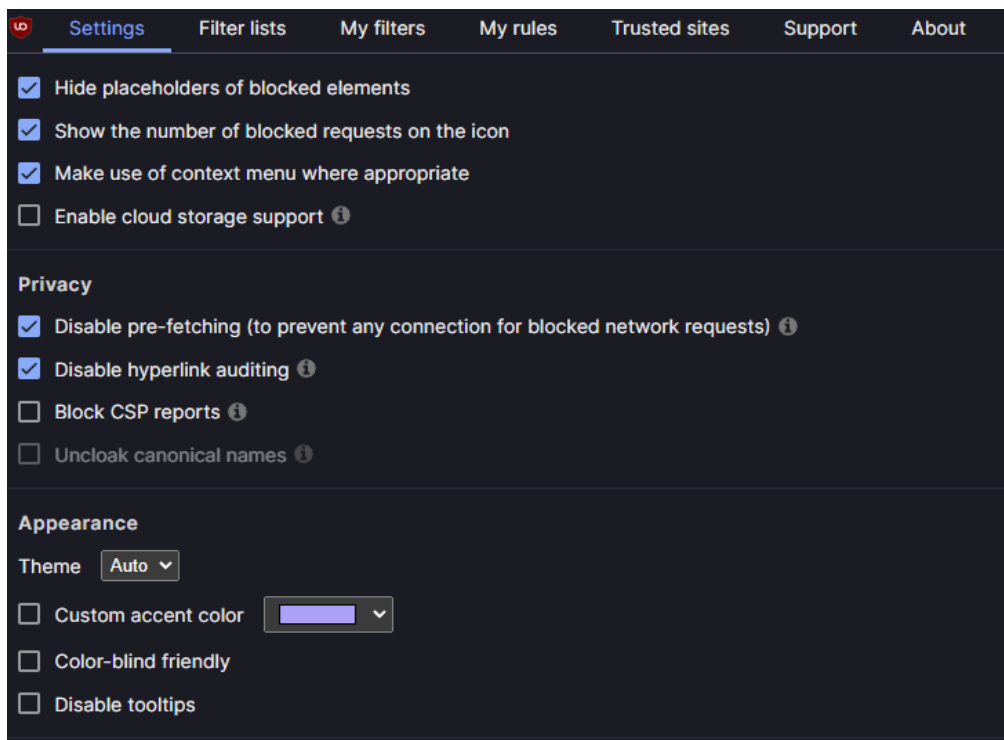 Settings Filter lists My filters My rules Trusted sites Support About
Hide placeholders of blocked elements
Show the number of blocked requests on the icon
Make use of context menu where appropriate
Enable cloud storage support
Privacy
Disable pre-fetching (to prevent any connection for blocked network requests)
Disable hyperlink auditing
Block CSP reports
Uncloak canonical names
Appearance
Theme Auto
Custom accent color
Color-blind friendly
Disable tooltips